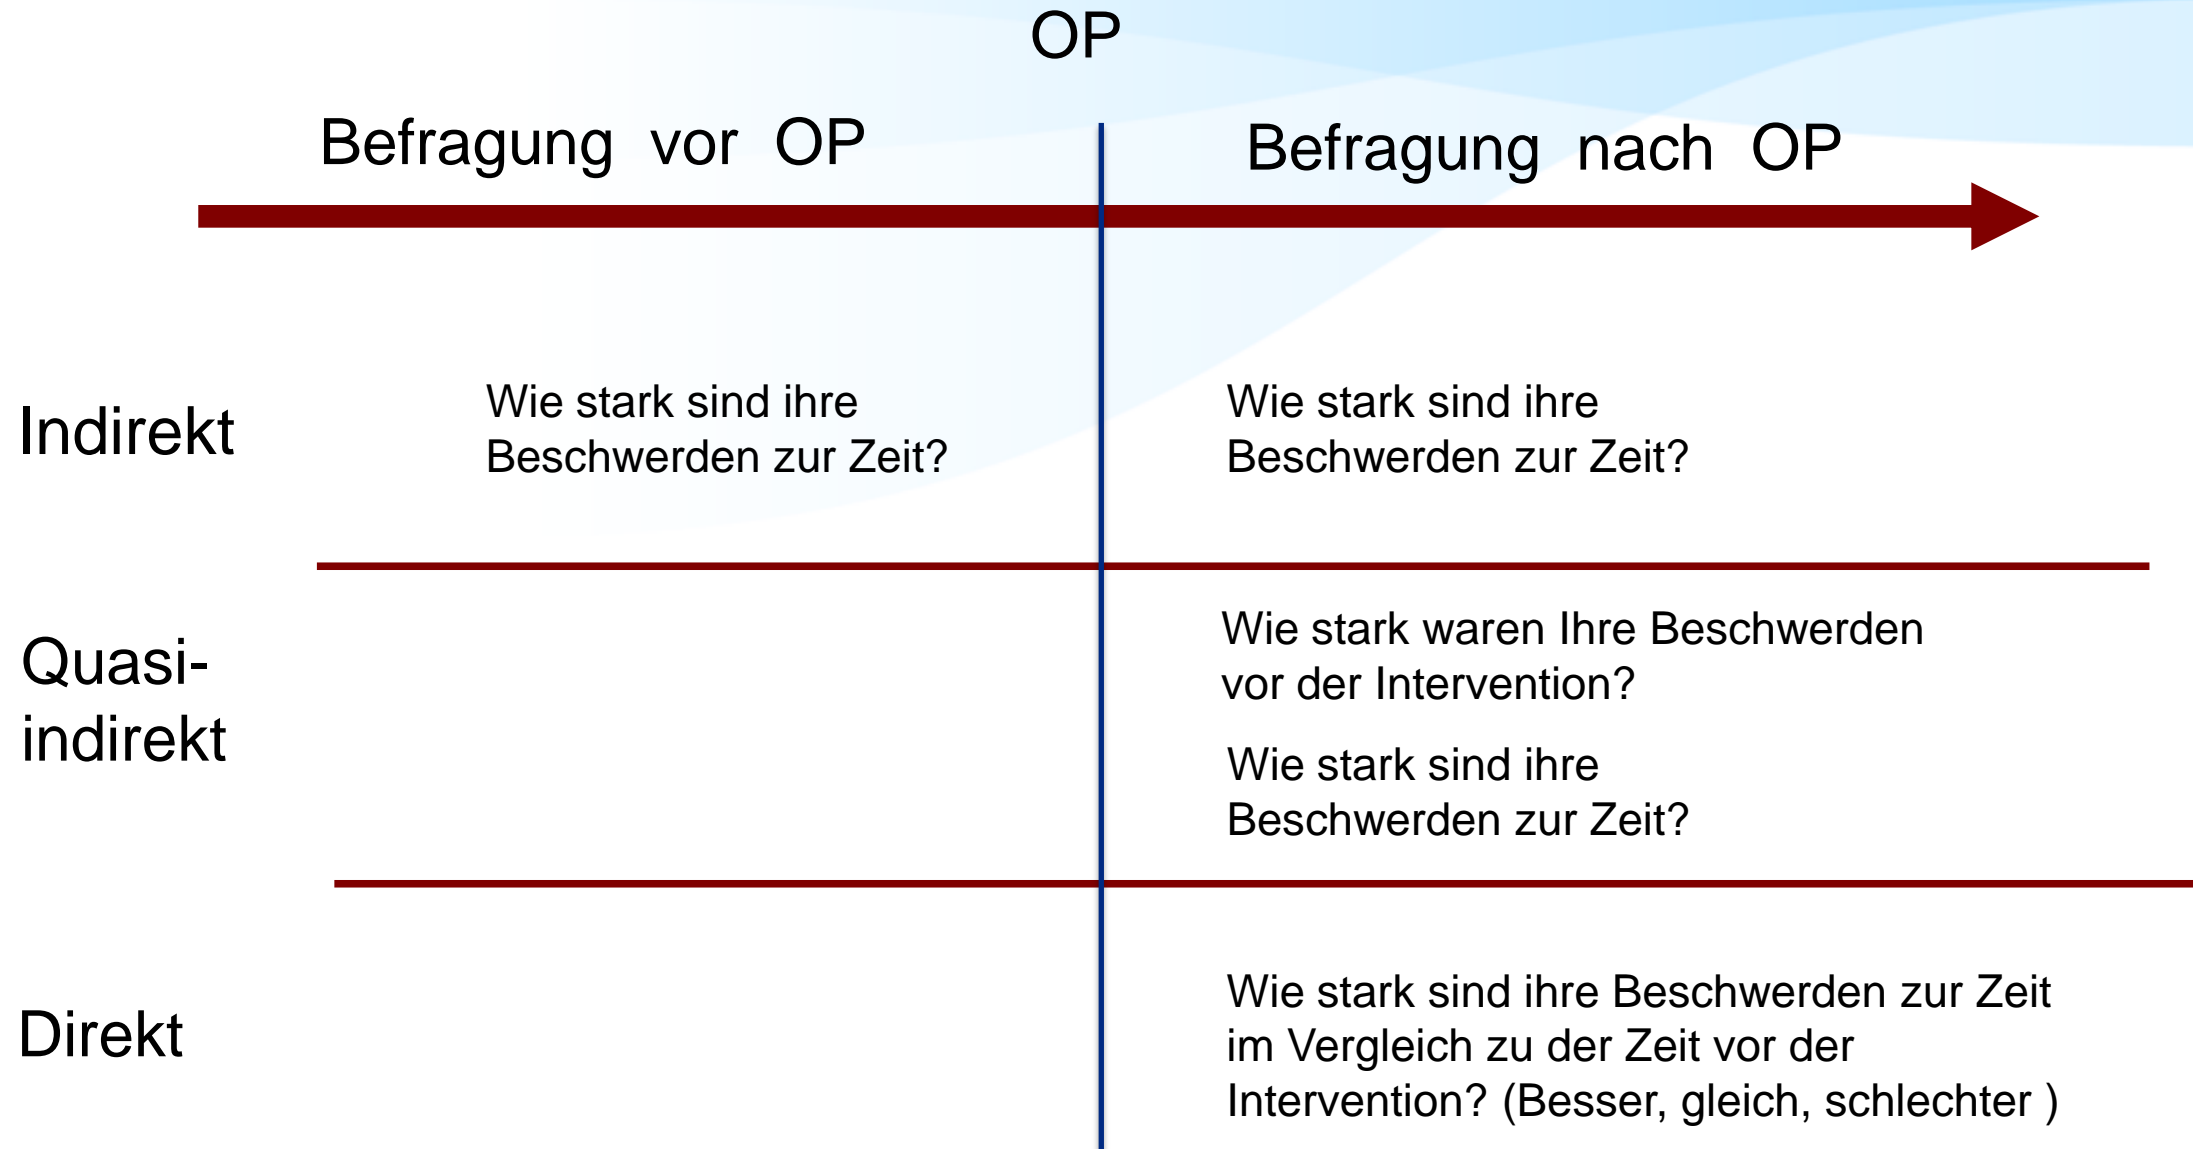 OP
Befragung vor OP
Befragung nach OP
Indirekt
Wie stark sind ihre
Beschwerden zur Zeit?
Wie stark sind ihre
Beschwerden zur Zeit?
Quasi-
indirekt
Wie stark waren Ihre Beschwerden
vor der Intervention?
Wie stark sind ihre
Beschwerden zur Zeit?
Direkt
Wie stark sind ihre Beschwerden zur Zeit
im Vergleich zu der Zeit vor der
Intervention? (Besser, gleich, schlechter )